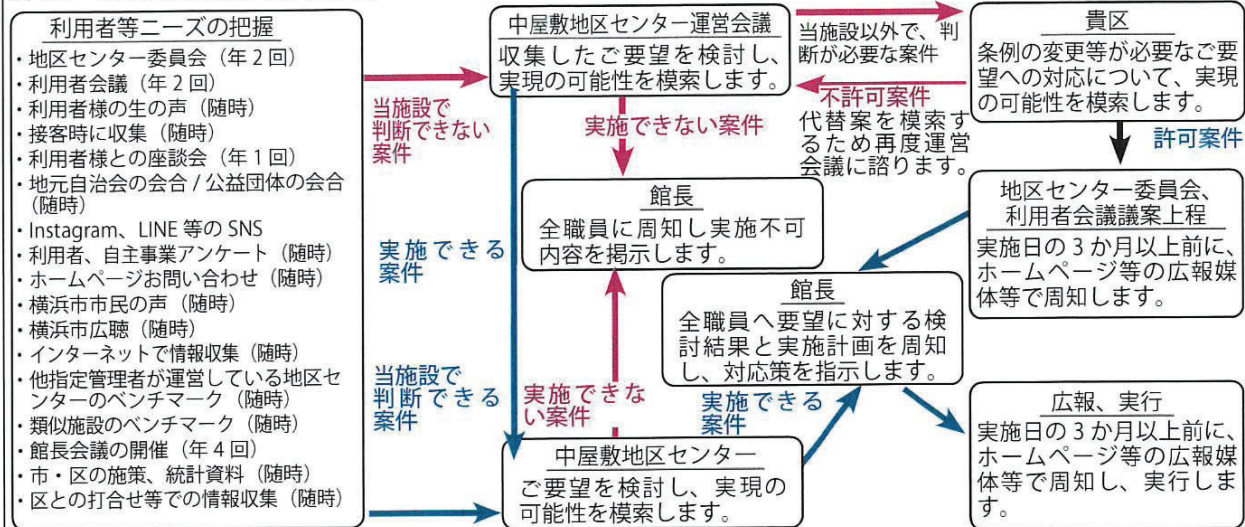 利用者等ニーズの把握
・地区センター委員会（年２回）
・利用者会議（年２回）
・利用者様の生の声（随時）
・接客時に収集（随時）
・利用者様との座談会（年１回）
・地元自治会の会合 / 公益団体の会合
（随時）
・Instagram、LINE 等の SNS
・利用者、自主事業アンケート（随時）
・ホームページお問い合わせ（随時）
・横浜市市民の声（随時）
・横浜市広聴（随時）
・インターネットで情報収集（随時）
・他指定管理者が運営している地区セ
ンターのベンチマーク（随時）
・類似施設のベンチマーク（随時）
・館長会議の開催（年４回）
・市・区の施策、統計資料（随時）
・区との打合せ等での情報収集（随時）
当施設で
判断できない
案件
実施できる
案件
当施設で
判断できる
案件
中屋敷地区センター運営会議
収集したご要望を検討し、
実現の可能性を模索します。
実施できない案件
館長
全職員に周知し実施不可
内容を掲示します。
実施できな
い案件
中屋敷地区センター
ご要望を検討し、実現の
可能性を模索します。
当施設以外で、判
断が必要な案件
不許可案件
代替案を模索す
るため再度運営
会議に諮ります。
館長
全職員へ要望に対する検
討結果と実施計画を周知
し、対応策を指示します。
実施できる
案件
貴区
条例の変更等が必要なご要
望への対応について、実現
の可能性を模索します。
許可案件
地区センター委員会、
利用者会議議案上程
実施日の３か月以上前に、
ホームページ等の広報媒
体等で周知します。
広報、実行
実施日の３か月以上前に、
ホームページ等の広報媒
体等で周知し、実行しま
す。